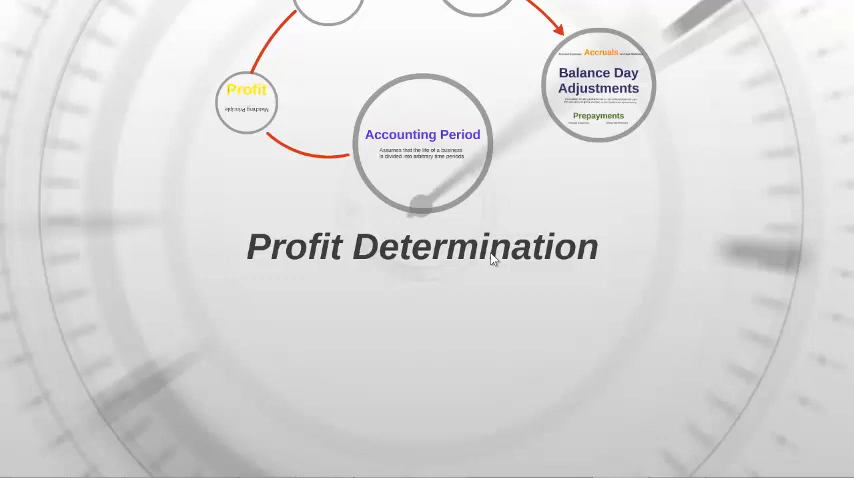 Profit
Matching Principle
Accounting Period
Assumes that the life of a business
is divided into arbitrary time periods
Accruals
Balance Day
Adjustments
Prepayments
Profit Determination